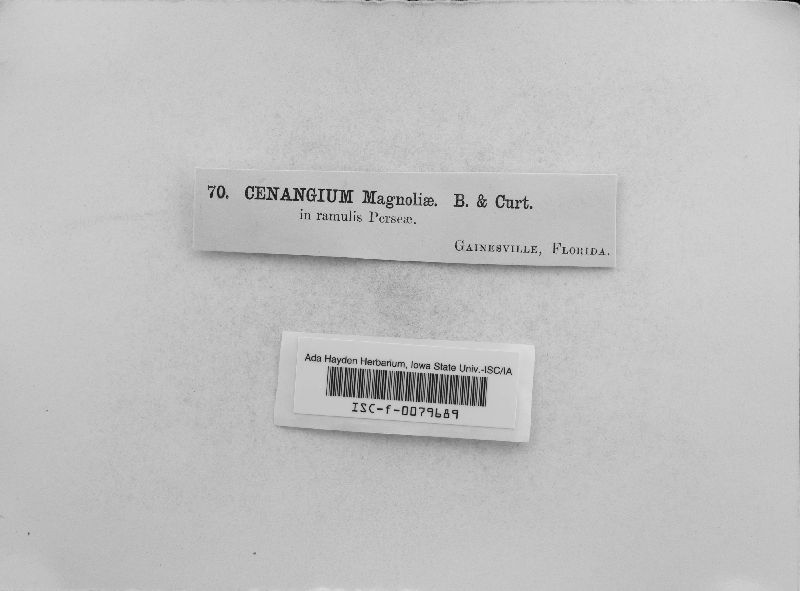 70. CENANGIUM Magnoliæ. B. & Curt.
in ramulis Perseæ.
Gainesville, Florida.
Ada Hayden Herbarium, Iowa State Univ.-ISC/IA
ISC-f-0079689